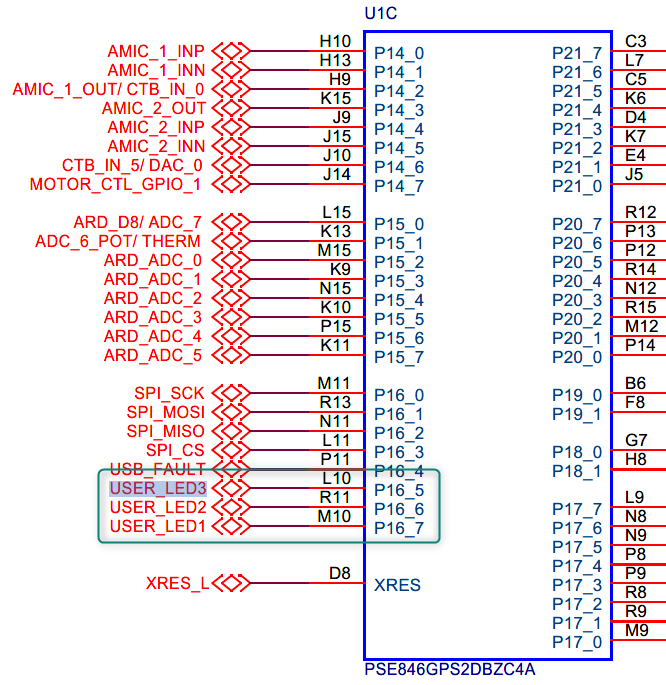 U1C
AMIC_1_INP H10 P14_0 P21_7 C3
AMIC_1_INN H13 P14_1 P21_6 L7
AMIC_1_OUT/ CTB_IN_0 H9 P14_2 P21_5 C5
AMIC_2_OUT K15 P14_3 P21_4 K6
AMIC_2_INP J9 P14_4 P21_3 D4
AMIC_2_INN J15 P14_5 P21_2 K7
CTB_IN_5/ DAC_0 J10 P14_6 P21_1 E4
MOTOR_CTL_GPIO_1 J14 P14_7 P21_0 J5
ARD_D8/ ADC_7 L15 P15_0 P20_7 R12
ADC_6_POT/ THERM K13 P15_1 P20_6 P13
ARD_ADC_0 M15 P15_2 P20_5 P12
ARD_ADC_1 K9 P15_3 P20_4 R14
ARD_ADC_2 N15 P15_4 P20_3 N12
ARD_ADC_3 K10 P15_5 P20_2 R15
ARD_ADC_4 P15 P15_6 P20_1 M12
ARD_ADC_5 K11 P15_7 P20_0 P14
SPI_SCK M11 P16_0 P19_0 B6
SPI_MOSI R13 P16_1 P19_1 F8
SPI_MISO N11 P16_2
SPI_CS L11 P16_3 P18_0 G7
USB_FAULT P11 P16_4 P18_1 H8
USER_LED3 L10 P16_5
USER_LED2 R11 P16_6 P17_7 L9
USER_LED1 M10 P16_7 P17_6 N8
P17_5 N9
P17_4 P8
XRES_L D8 XRES P17_3 P9
P17_2 R8
P17_1 R9
P17_0 M9
PSE846GPS2DBZC4A